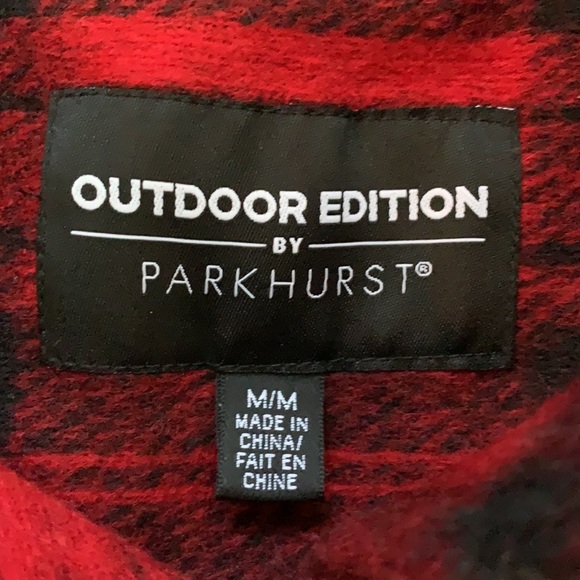 OUTDOOR EDITION
BY
PARKHURST®
M/M
MADE IN
CHINA/
FAIT EN
CHINE